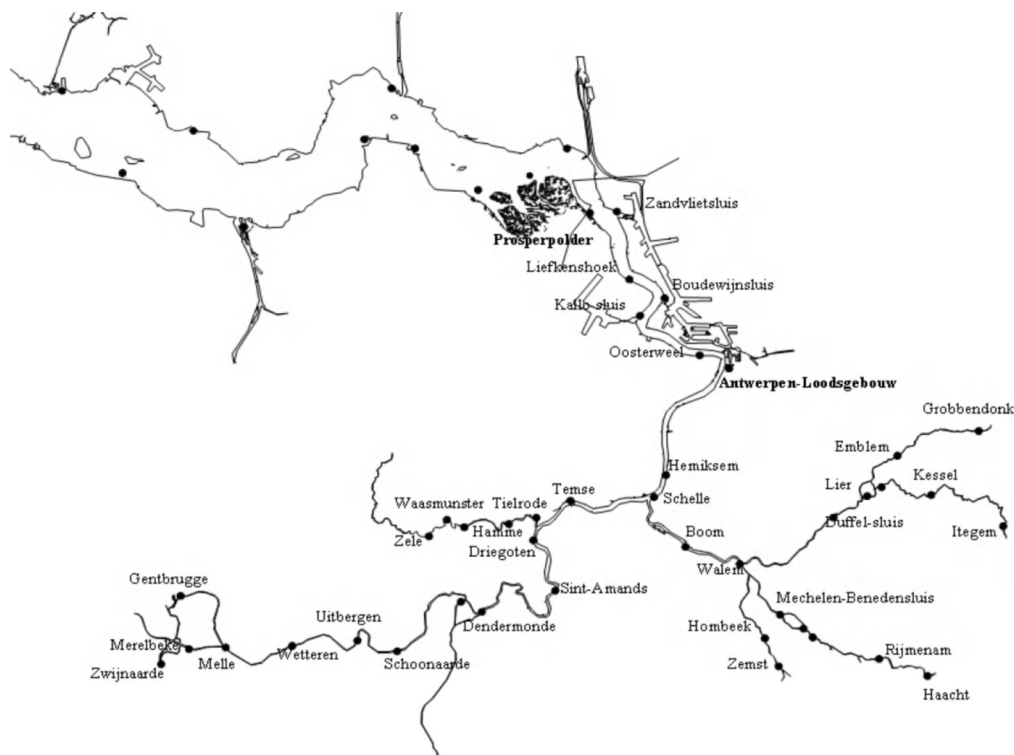 Zandvlietsluis
Prosperpolder
Liefkenshoek
Boudewijnsluis
Kallo-sluis
Oosterweel
Antwerpen-Loodsgebouw
Grobbendonk
Emblem
Hemiksem
Kessel
Lier
Temse
Schelle
Waasmunster
Tielrode
Duffel-sluis
Itegem
Hamme
Boom
Zele
Driegoten
Walem
Gentbrugge
Sint-Amands
Mechelen-Benedensluis
Uitbergen
Dendermonde
Hombeek
Merelbeke
Wetteren
Rijmenam
Melle
Schoonaarde
Zemst
Zwijnaarde
Haacht